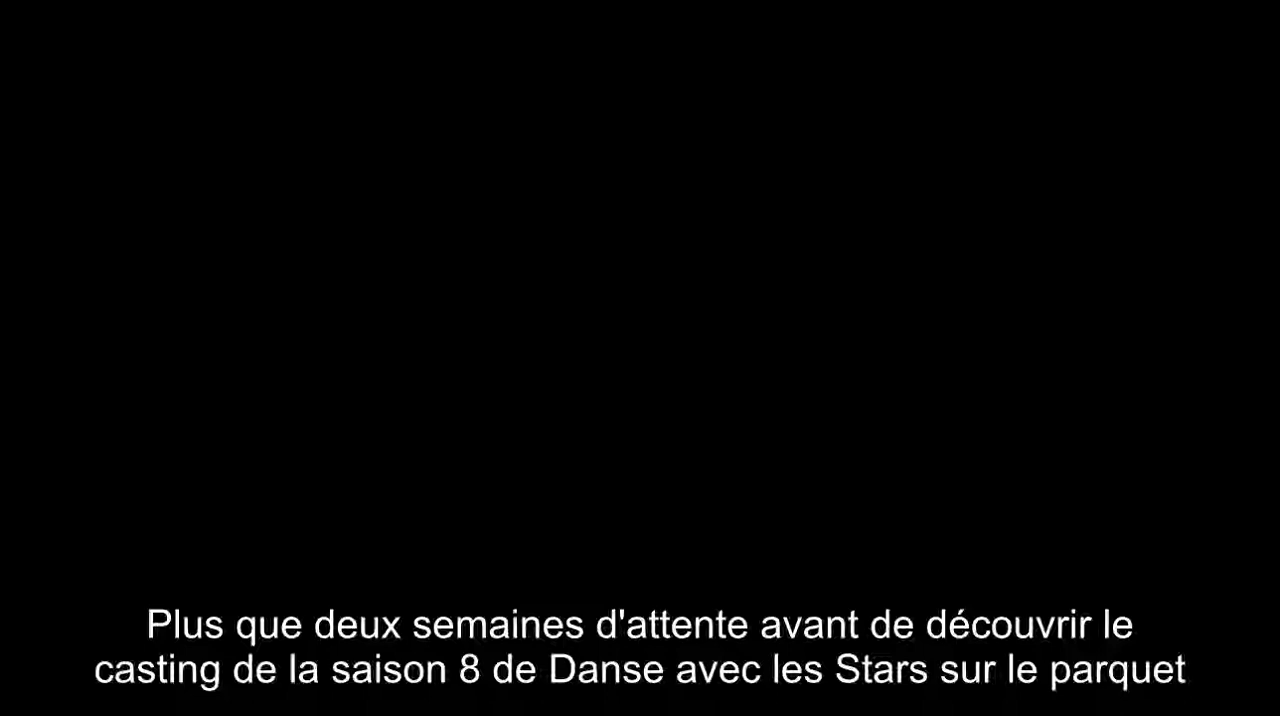 Plus que deux semaines d'attente avant de découvrir le
casting de la saison 8 de Danse avec les Stars sur le parquet